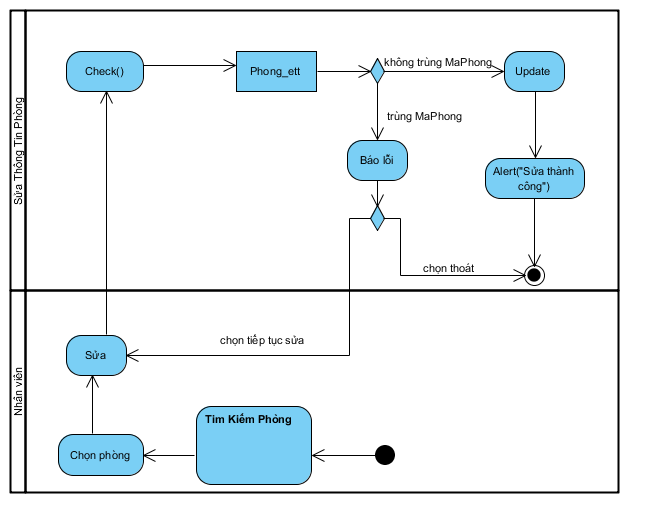 Sửa Thông Tin Phòng
Check()
Phong_ett
không trùng MaPhong
Update
trùng MaPhong
Báo lỗi
Alert("Sửa thành
công")
chọn thoát
Nhân viên
chọn tiếp tục sửa
Sửa
Tìm Kiếm Phòng
Chọn phòng